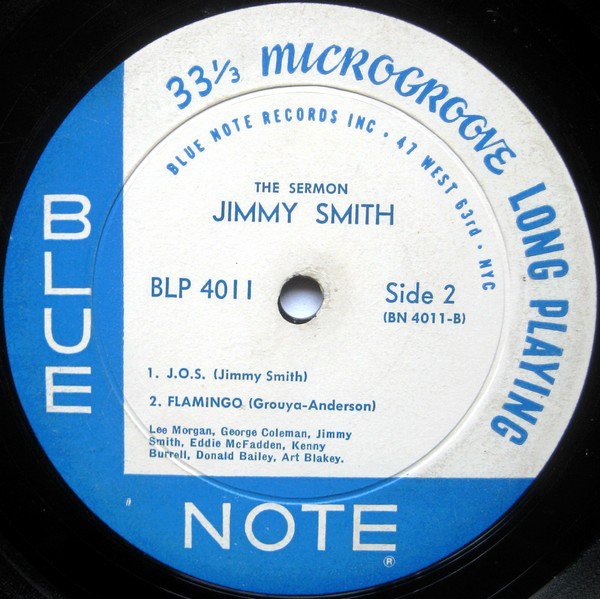 33⅓ MICROGROOVE LONG PLAYING
BLUE NOTE RECORDS INC • 47 WEST 63rd • NYC
THE SERMON
JIMMY SMITH
BLP 4011
Side 2
(BN 4011-B)
1. J.O.S. (Jimmy Smith)
2. FLAMINGO (Grouya-Anderson)
Lee Morgan, George Coleman, Jimmy
Smith, Eddie McFadden, Kenny
Burrell, Donald Bailey, Art Blakey.
BLUE
NOTE®